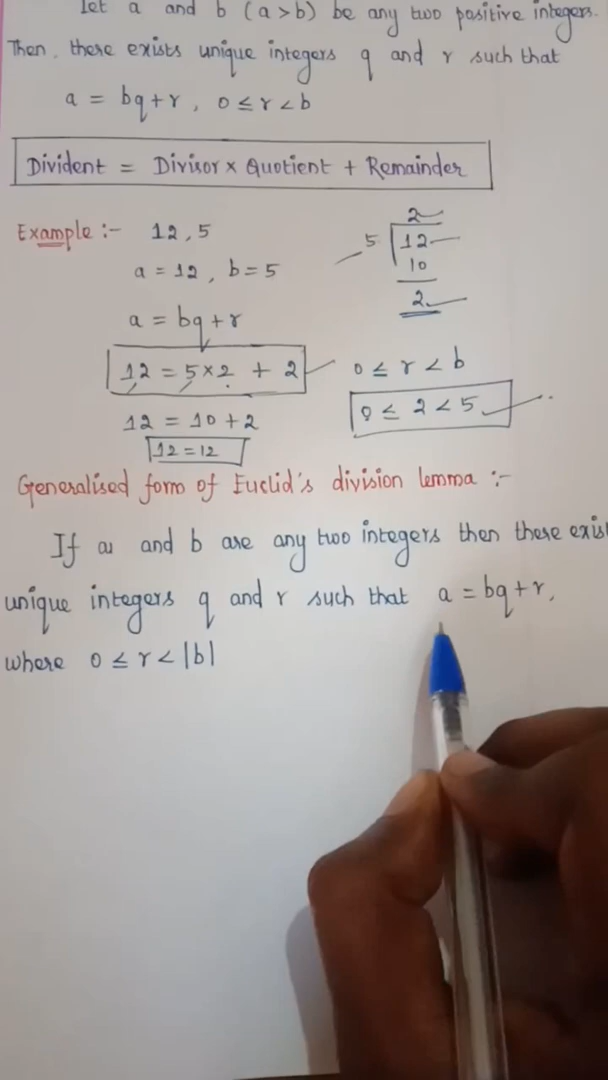 Let a and b (a > b) be any two positive integers.
Then, there exists unique integers q and r such that
a = bq + r, 0 ≤ r < b
Divident = Divisor × Quotient + Remainder
Example :- 12, 5
a = 12, b = 5
a = bq + r
12 = 5 × 2 + 2
12 = 10 + 2
12 = 12
2
5 12
10
2
0 ≤ r < b
0 ≤ 2 < 5
Generalised form of Euclid's division lemma :-
If a and b are any two integers then there exis
unique integers q and r such that a = bq + r,
where 0 ≤ r < |b|